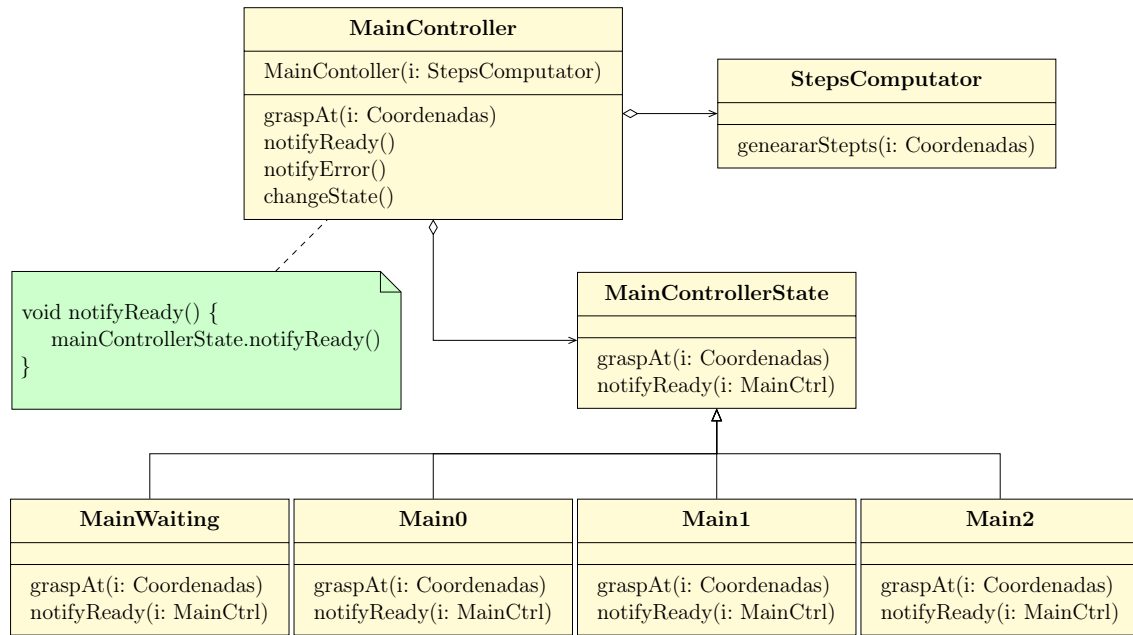 MainController
MainContoller(i: StepsComputator)
graspAt(i: Coordenadas)
notifyReady()
notifyError()
changeState()
StepsComputator
geneararStepts(i: Coordenadas)
void notifyReady() {
mainControllerState.notifyReady()
}
MainControllerState
graspAt(i: Coordenadas)
notifyReady(i: MainCtrl)
MainWaiting
graspAt(i: Coordenadas)
notifyReady(i: MainCtrl)
Main0
graspAt(i: Coordenadas)
notifyReady(i: MainCtrl)
Main1
graspAt(i: Coordenadas)
notifyReady(i: MainCtrl)
Main2
graspAt(i: Coordenadas)
notifyReady(i: MainCtrl)